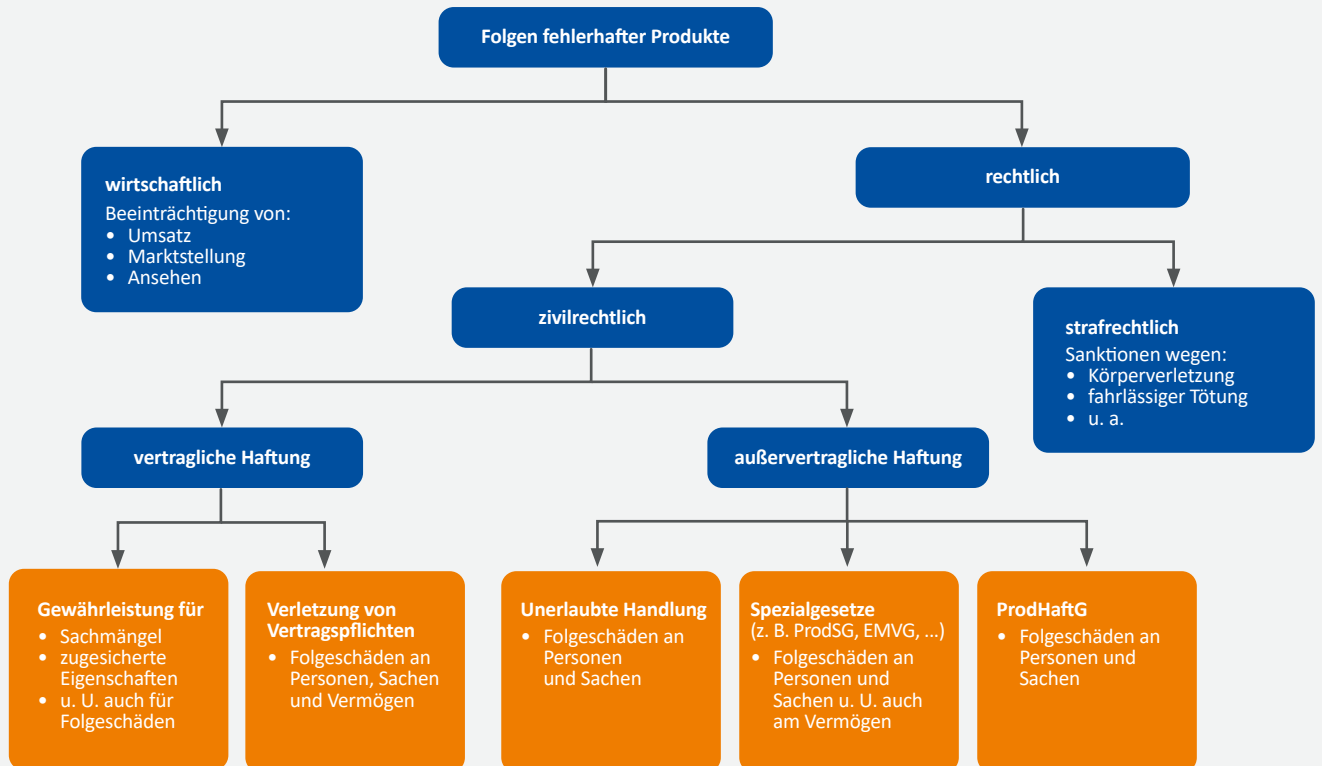 Folgen fehlerhafter Produkte
wirtschaftlich
Beeinträchtigung von:
• Umsatz
• Marktstellung
• Ansehen
rechtlich
zivilrechtlich
strafrechtlich
Sanktionen wegen:
• Körperverletzung
• fahrlässiger Tötung
• u. a.
vertragliche Haftung
außervertragliche Haftung
Gewährleistung für
• Sachmängel
• zugesicherte
Eigenschaften
• u. U. auch für
Folgeschäden
Verletzung von
Vertragspflichten
• Folgeschäden an
Personen, Sachen
und Vermögen
Unerlaubte Handlung
• Folgeschäden an
Personen
und Sachen
Spezialgesetze
(z. B. ProdSG, EMVG, ...)
• Folgeschäden an
Personen und
Sachen u. U. auch
am Vermögen
ProdHaftG
• Folgeschäden an
Personen und
Sachen